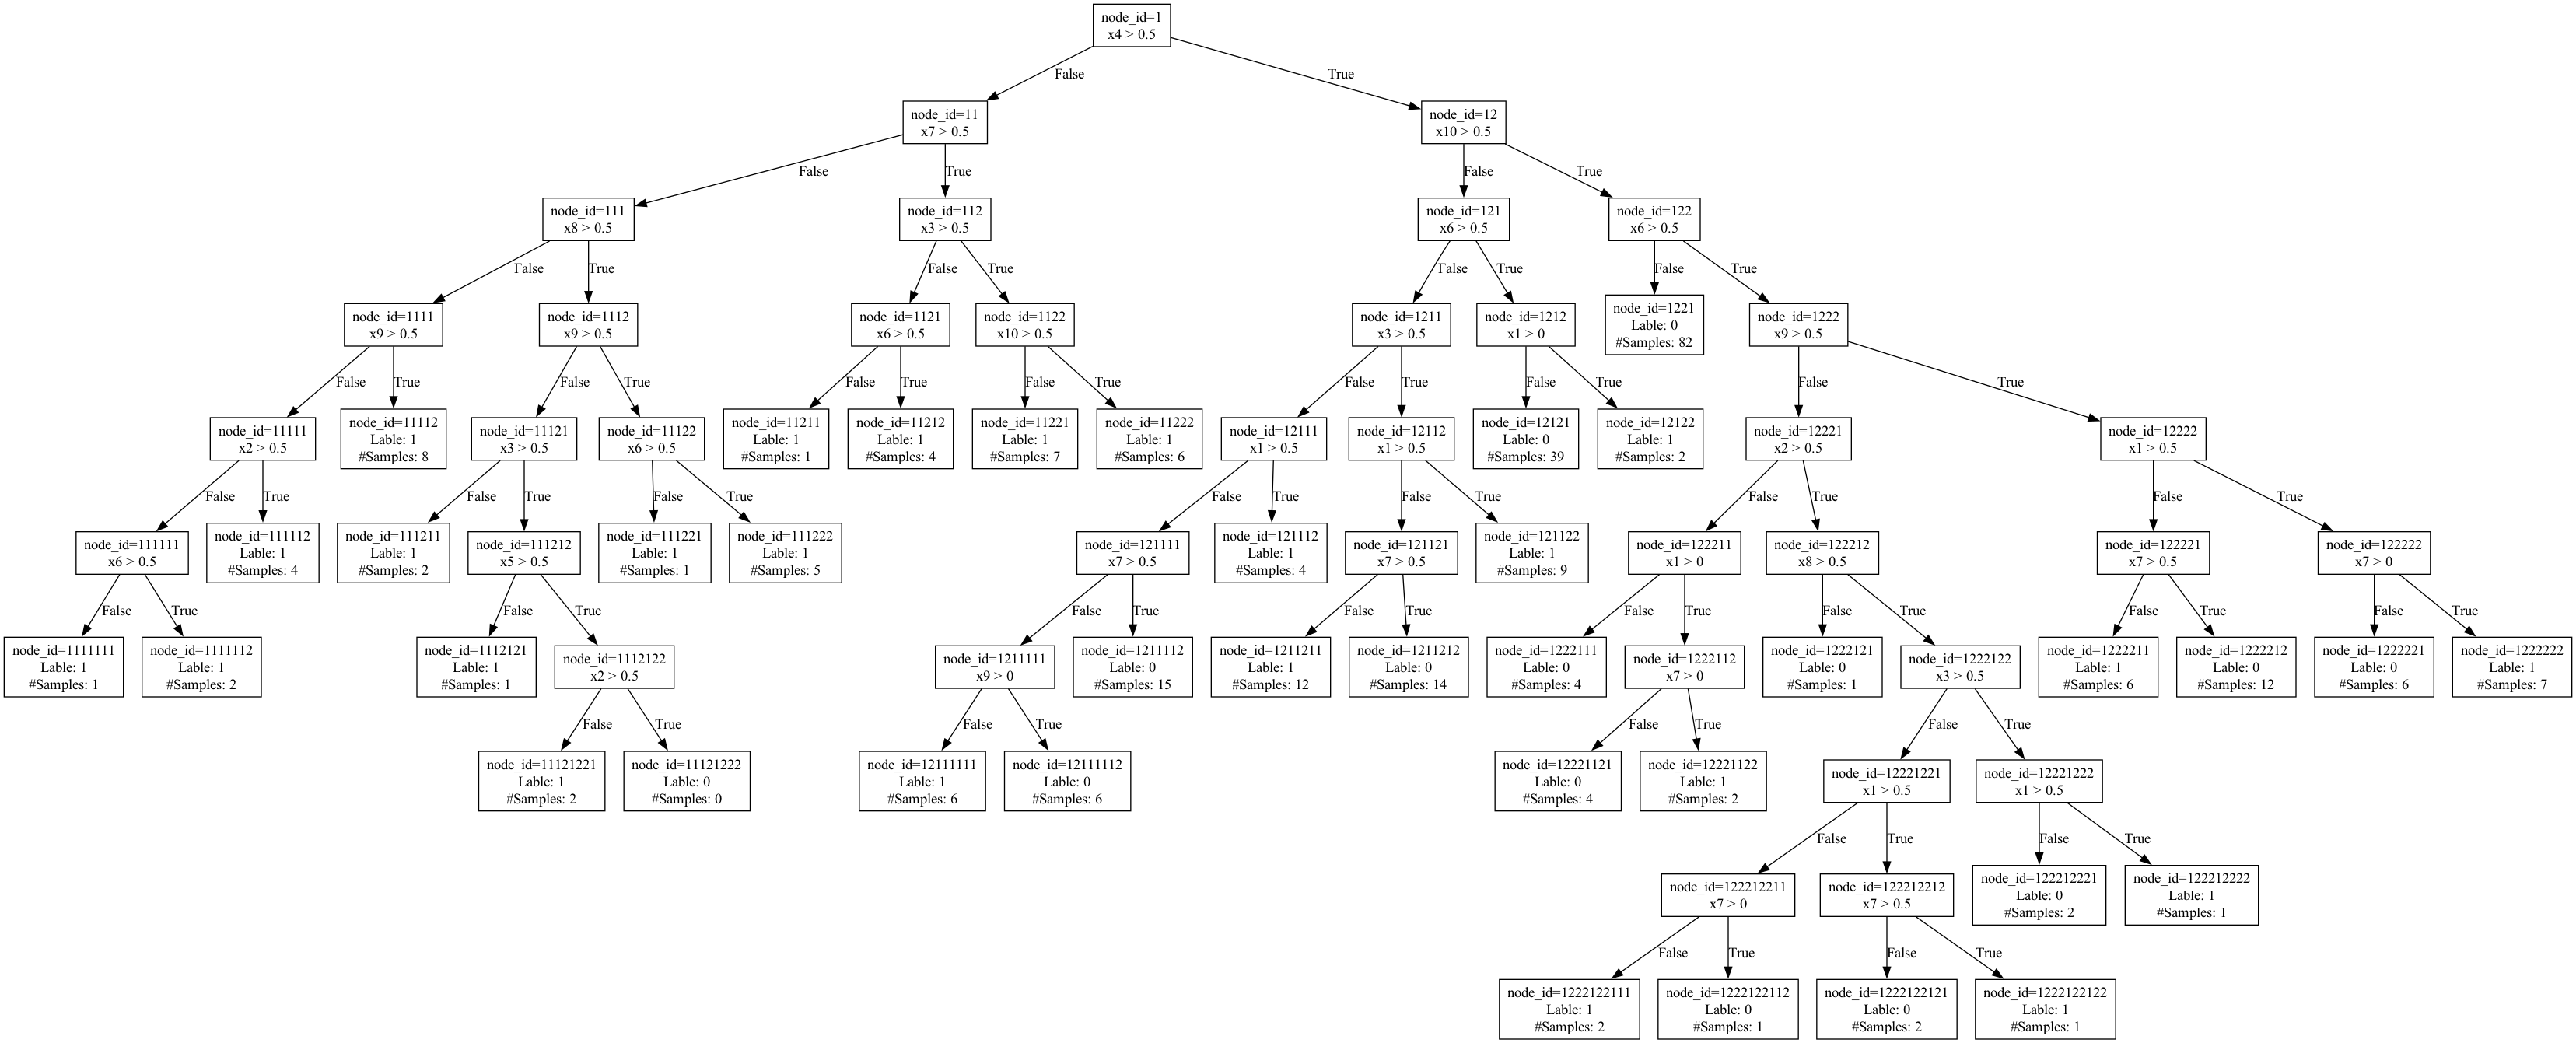 node_id=1
x4 > 0.5
False
True
node_id=11
x7 > 0.5
node_id=12
x10 > 0.5
False
True
False
True
node_id=111
x8 > 0.5
node_id=112
x3 > 0.5
node_id=121
x6 > 0.5
node_id=122
x6 > 0.5
False
True
False
True
False
True
False
True
node_id=1111
x9 > 0.5
node_id=1112
x9 > 0.5
node_id=1121
x6 > 0.5
node_id=1122
x10 > 0.5
node_id=1211
x3 > 0.5
node_id=1212
x1 > 0
node_id=1221
Lable: 0
#Samples: 82
node_id=1222
x9 > 0.5
False
True
False
True
False
True
False
True
False
True
False
True
False
True
node_id=11111
x2 > 0.5
node_id=11112
Lable: 1
#Samples: 8
node_id=11121
x3 > 0.5
node_id=11122
x6 > 0.5
node_id=11211
Lable: 1
#Samples: 1
node_id=11212
Lable: 1
#Samples: 4
node_id=11221
Lable: 1
#Samples: 7
node_id=11222
Lable: 1
#Samples: 6
node_id=12111
x1 > 0.5
node_id=12112
x1 > 0.5
node_id=12121
Lable: 0
#Samples: 39
node_id=12122
Lable: 1
#Samples: 2
node_id=12221
x2 > 0.5
node_id=12222
x1 > 0.5
False
True
False
True
False
True
False
True
False
True
False
True
False
True
node_id=111111
x6 > 0.5
node_id=111112
Lable: 1
#Samples: 4
node_id=111211
Lable: 1
#Samples: 2
node_id=111212
x5 > 0.5
node_id=111221
Lable: 1
#Samples: 1
node_id=111222
Lable: 1
#Samples: 5
node_id=121111
x7 > 0.5
node_id=121112
Lable: 1
#Samples: 4
node_id=121121
x7 > 0.5
node_id=121122
Lable: 1
#Samples: 9
node_id=122211
x1 > 0
node_id=122212
x8 > 0.5
node_id=122221
x7 > 0.5
node_id=122222
x7 > 0
False
True
False
True
False
True
False
True
False
True
False
True
False
True
False
True
node_id=1111111
Lable: 1
#Samples: 1
node_id=1111112
Lable: 1
#Samples: 2
node_id=1112121
Lable: 1
#Samples: 1
node_id=1112122
x2 > 0.5
node_id=1211111
x9 > 0
node_id=1211112
Lable: 0
#Samples: 15
node_id=1211211
Lable: 1
#Samples: 12
node_id=1211212
Lable: 0
#Samples: 14
node_id=1222111
Lable: 0
#Samples: 4
node_id=1222112
x7 > 0
node_id=1222121
Lable: 0
#Samples: 1
node_id=1222122
x3 > 0.5
node_id=1222211
Lable: 1
#Samples: 6
node_id=1222212
Lable: 0
#Samples: 12
node_id=1222221
Lable: 0
#Samples: 6
node_id=1222222
Lable: 1
#Samples: 7
False
True
False
True
False
True
False
True
node_id=11121221
Lable: 1
#Samples: 2
node_id=11121222
Lable: 0
#Samples: 0
node_id=12111111
Lable: 1
#Samples: 6
node_id=12111112
Lable: 0
#Samples: 6
node_id=12221121
Lable: 0
#Samples: 4
node_id=12221122
Lable: 1
#Samples: 2
node_id=12221221
x1 > 0.5
node_id=12221222
x1 > 0.5
False
True
False
True
node_id=122212211
x7 > 0
node_id=122212212
x7 > 0.5
node_id=122212221
Lable: 0
#Samples: 2
node_id=122212222
Lable: 1
#Samples: 1
False
True
False
True
node_id=1222122111
Lable: 1
#Samples: 2
node_id=1222122112
Lable: 0
#Samples: 1
node_id=1222122121
Lable: 0
#Samples: 2
node_id=1222122122
Lable: 1
#Samples: 1